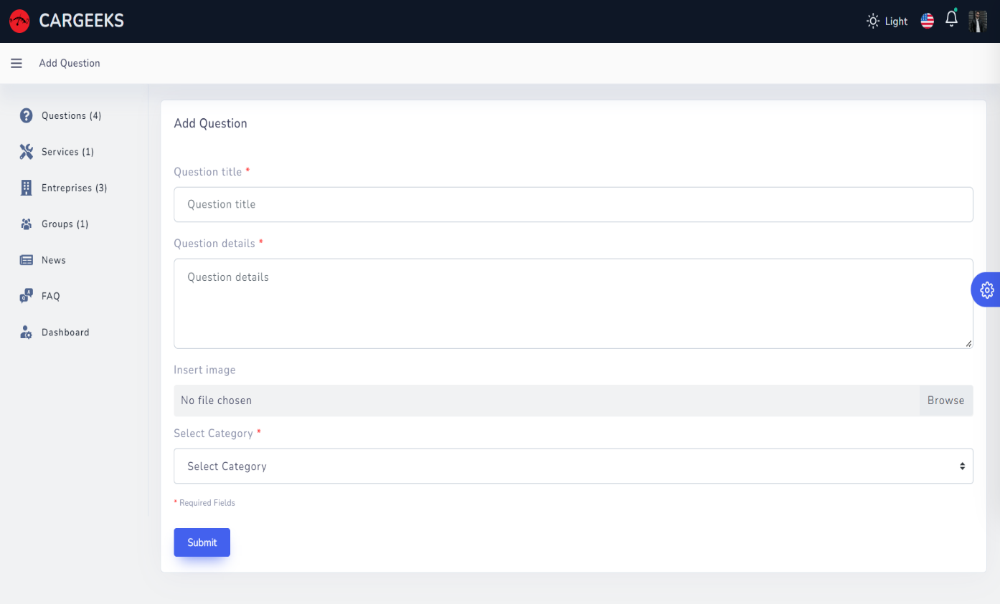 CARGEEKS
Light
Add Question
Questions (4)
Services (1)
Entreprises (3)
Groups (1)
News
FAQ
Dashboard
Add Question
Question title *
Question title
Question details *
Question details
Insert image
No file chosen
Browse
Select Category *
Select Category
* Required Fields
Submit